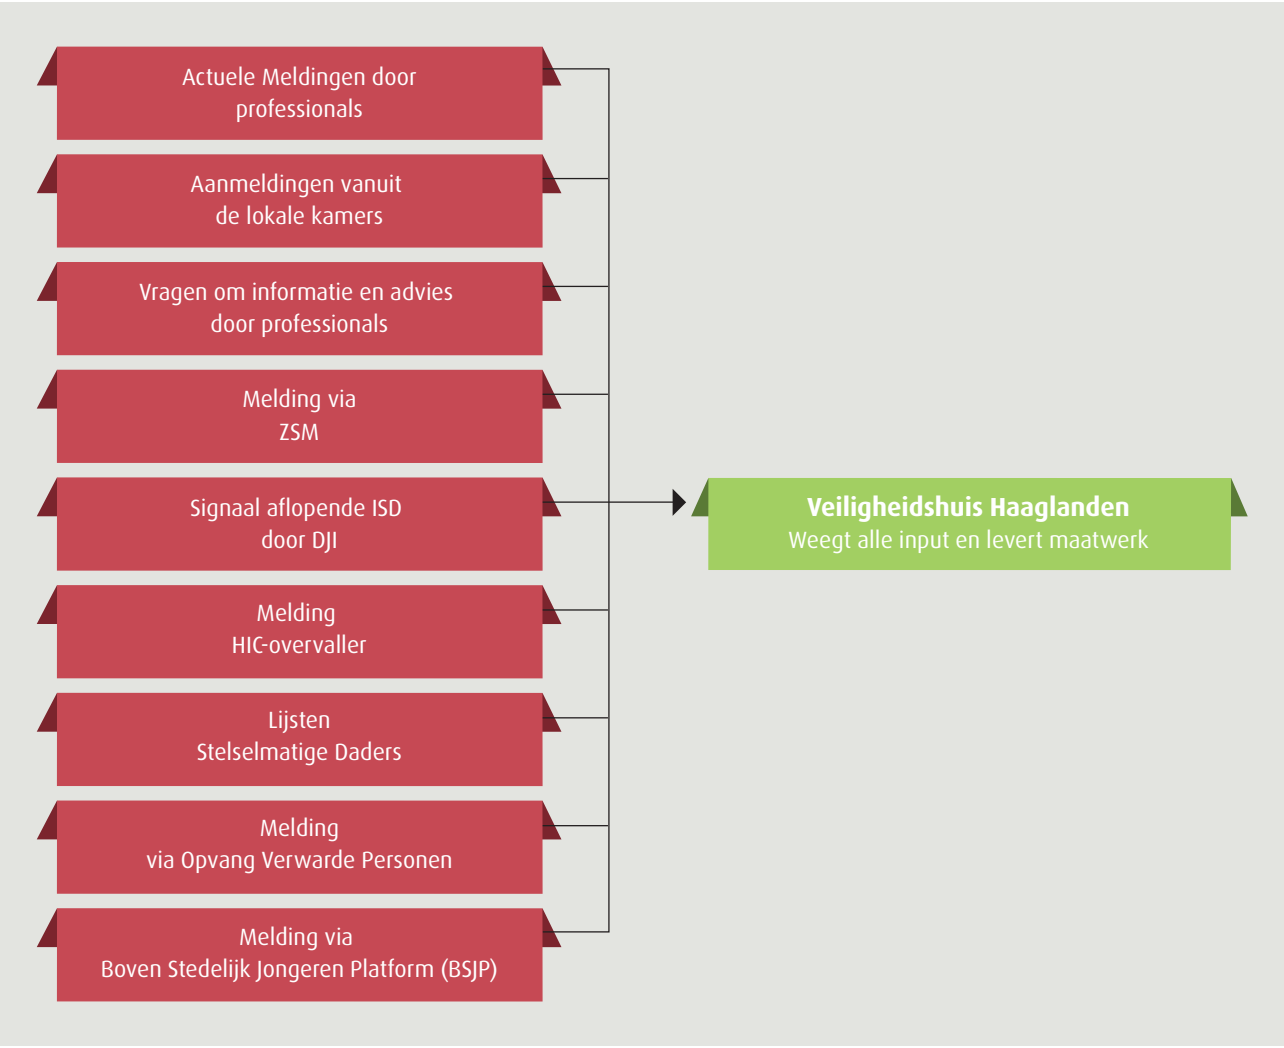 Actuele Meldingen door
professionals
Aanmeldingen vanuit
de lokale kamers
Vragen om informatie en advies
door professionals
Melding via
ZSM
Signaal aflopende ISD
door DJI
Melding
HIC-overvaller
Lijsten
Stelselmatige Daders
Melding
via Opvang Verwarde Personen
Melding via
Boven Stedelijk Jongeren Platform (BSJP)
Veiligheidshuis Haaglanden
Weegt alle input en levert maatwerk